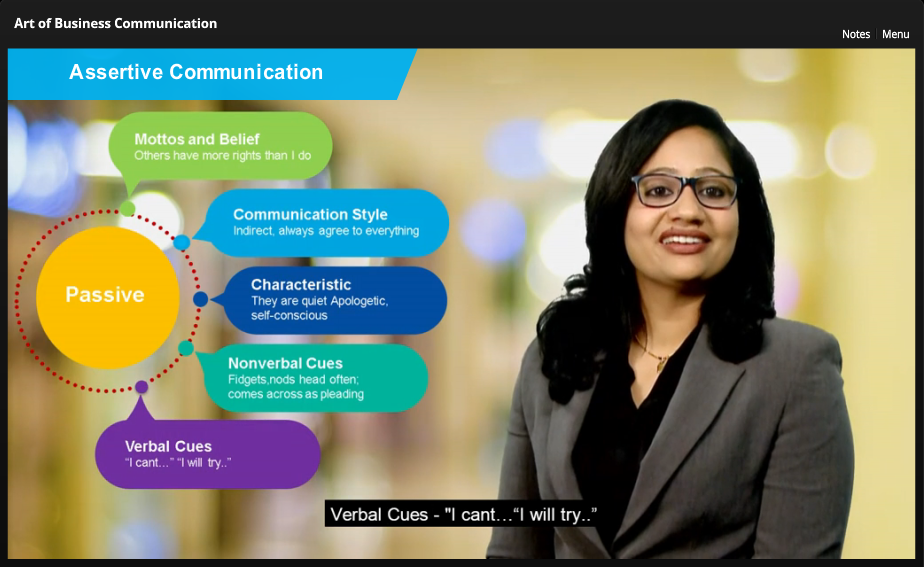 Art of Business Communication
Notes
Menu
Assertive Communication
Mottos and Belief
Others have more rights than I do
Communication Style
Indirect, always agree to everything
Passive
Characteristic
They are quiet Apologetic,
self-conscious
Nonverbal Cues
Fidgets,nods head often;
comes across as pleading
Verbal Cues
“I cant...” “I will try..”
Verbal Cues - "I cant...“I will try..”